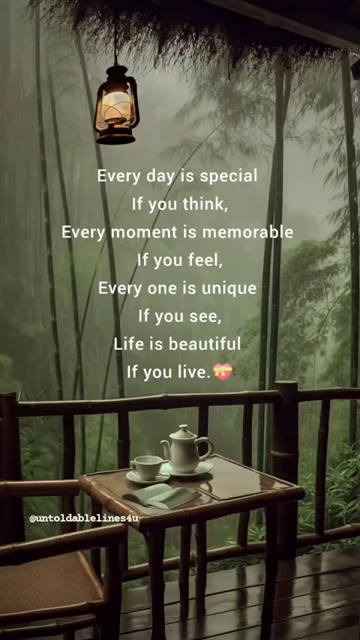 Every day is special
If you think,
Every moment is memorable
If you feel,
Every one is unique
If you see,
Life is beautiful
If you live.💝
@untoldablelines4u